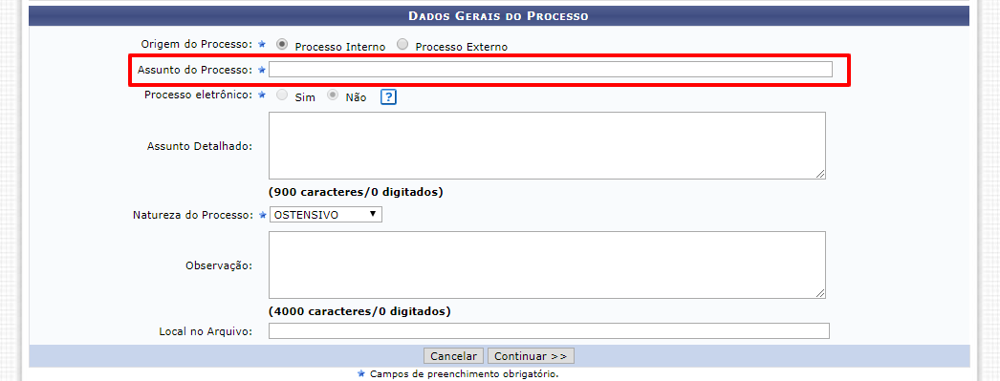 Dados Gerais do Processo
Origem do Processo: Processo Interno Processo Externo
Assunto do Processo:
Processo eletrônico: Sim Não ?
Assunto Detalhado:
(900 caracteres/0 digitados)
Natureza do Processo: OSTENSIVO
Observação:
(4000 caracteres/0 digitados)
Local no Arquivo:
Cancelar Continuar >>
Campos de preenchimento obrigatório.